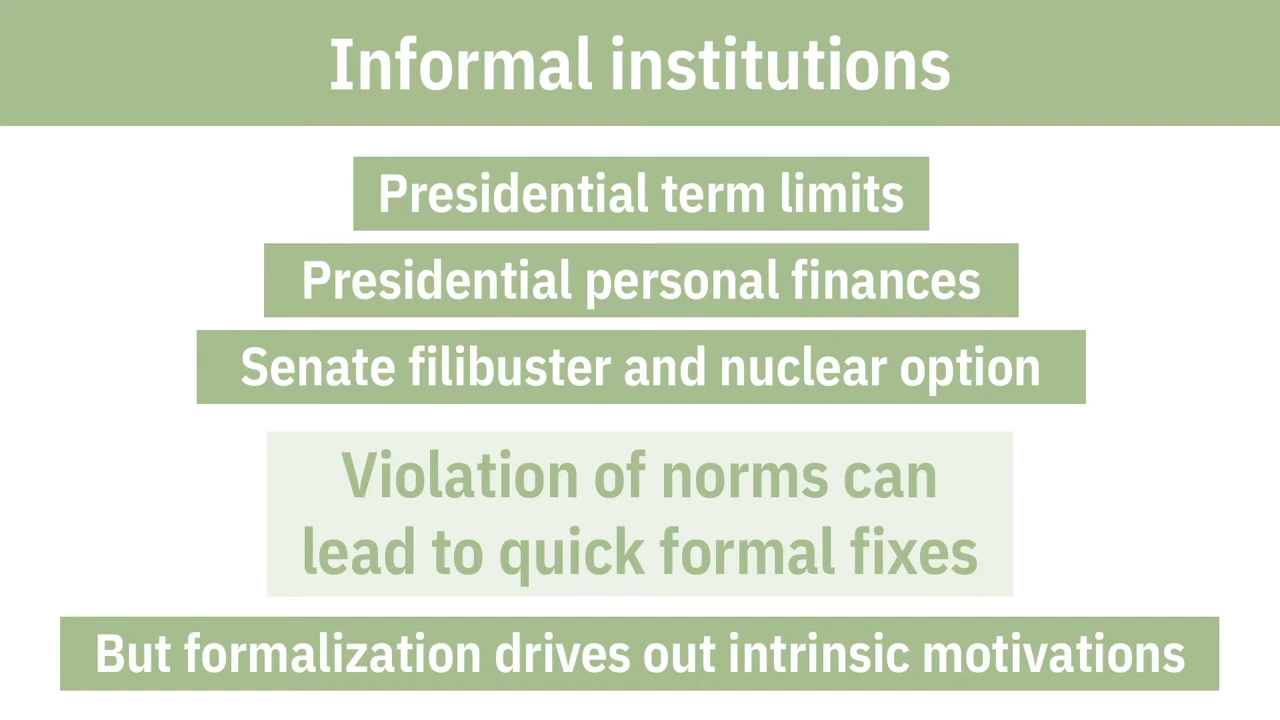 Informal institutions
Presidential term limits
Presidential personal finances
Senate filibuster and nuclear option
Violation of norms can
lead to quick formal fixes
But formalization drives out intrinsic motivations